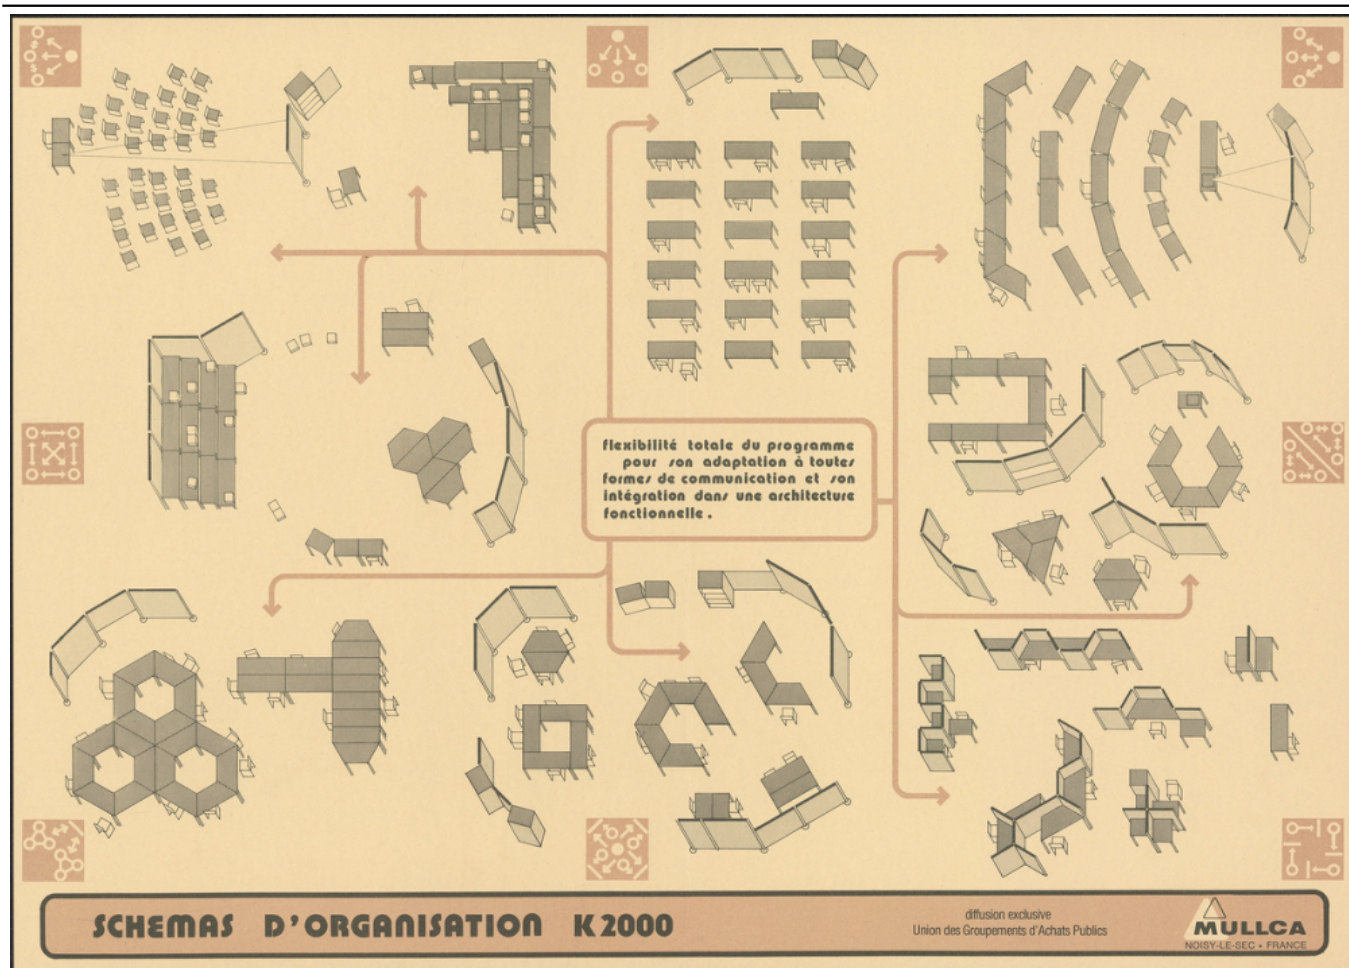 flexibilité totale du programme
pour son adaptation à toutes
formes de communication et son
intégration dans une architecture
fonctionnelle.
SCHEMAS D'ORGANISATION K2000
diffusion exclusive
Union des Groupements d'Achats Publics
MULLCA
NOISY-LE-SEC • FRANCE